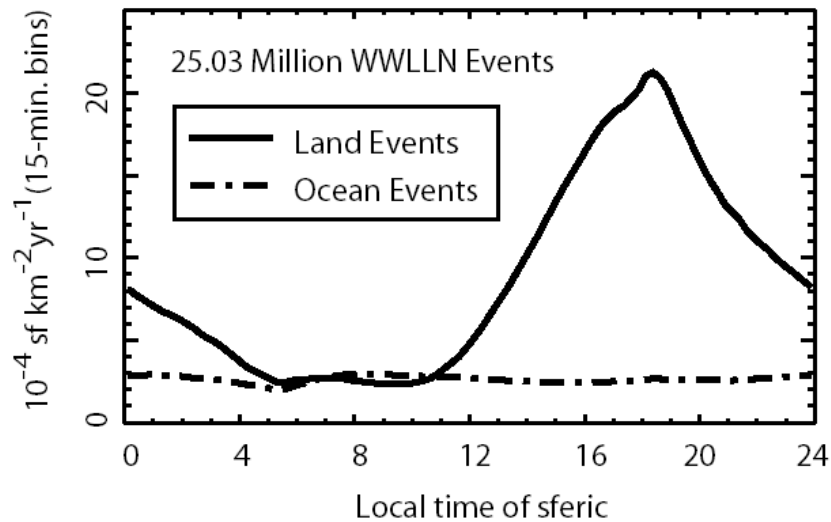 25.03 Million WWLLN Events
Land Events
Ocean Events
10⁻⁴ sf km⁻²yr⁻¹ (15-min. bins)
20
10
0
0 4 8 12 16 20 24
Local time of sferic